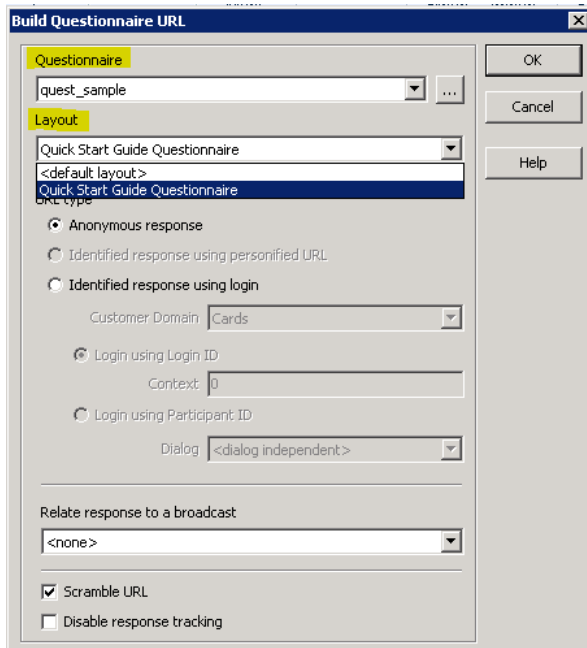 Build Questionnaire URL
Questionnaire
OK
quest_sample
...
Cancel
Layout
Quick Start Guide Questionnaire
Help
<default layout>
Quick Start Guide Questionnaire
URL type
Anonymous response
Identified response using personified URL
Identified response using login
Customer Domain Cards
Login using Login ID
Context 0
Login using Participant ID
Dialog <dialog independent>
Relate response to a broadcast
<none>
Scramble URL
Disable response tracking